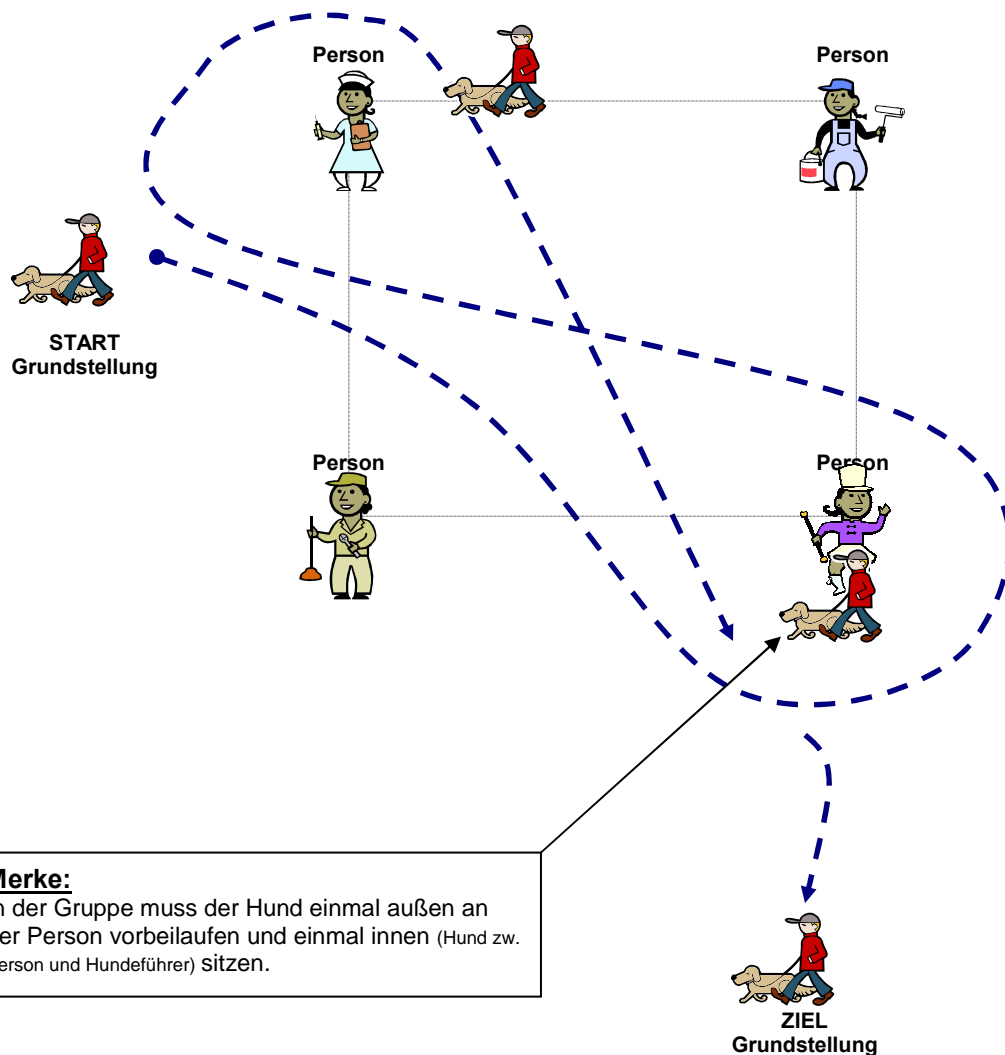 Person
Person
START
Grundstellung
Person
Person
Merke:
n der Gruppe muss der Hund einmal außen an
er Person vorbeilaufen und einmal innen (Hund zw.
erson und Hundeführer) sitzen.
ZIEL
Grundstellung